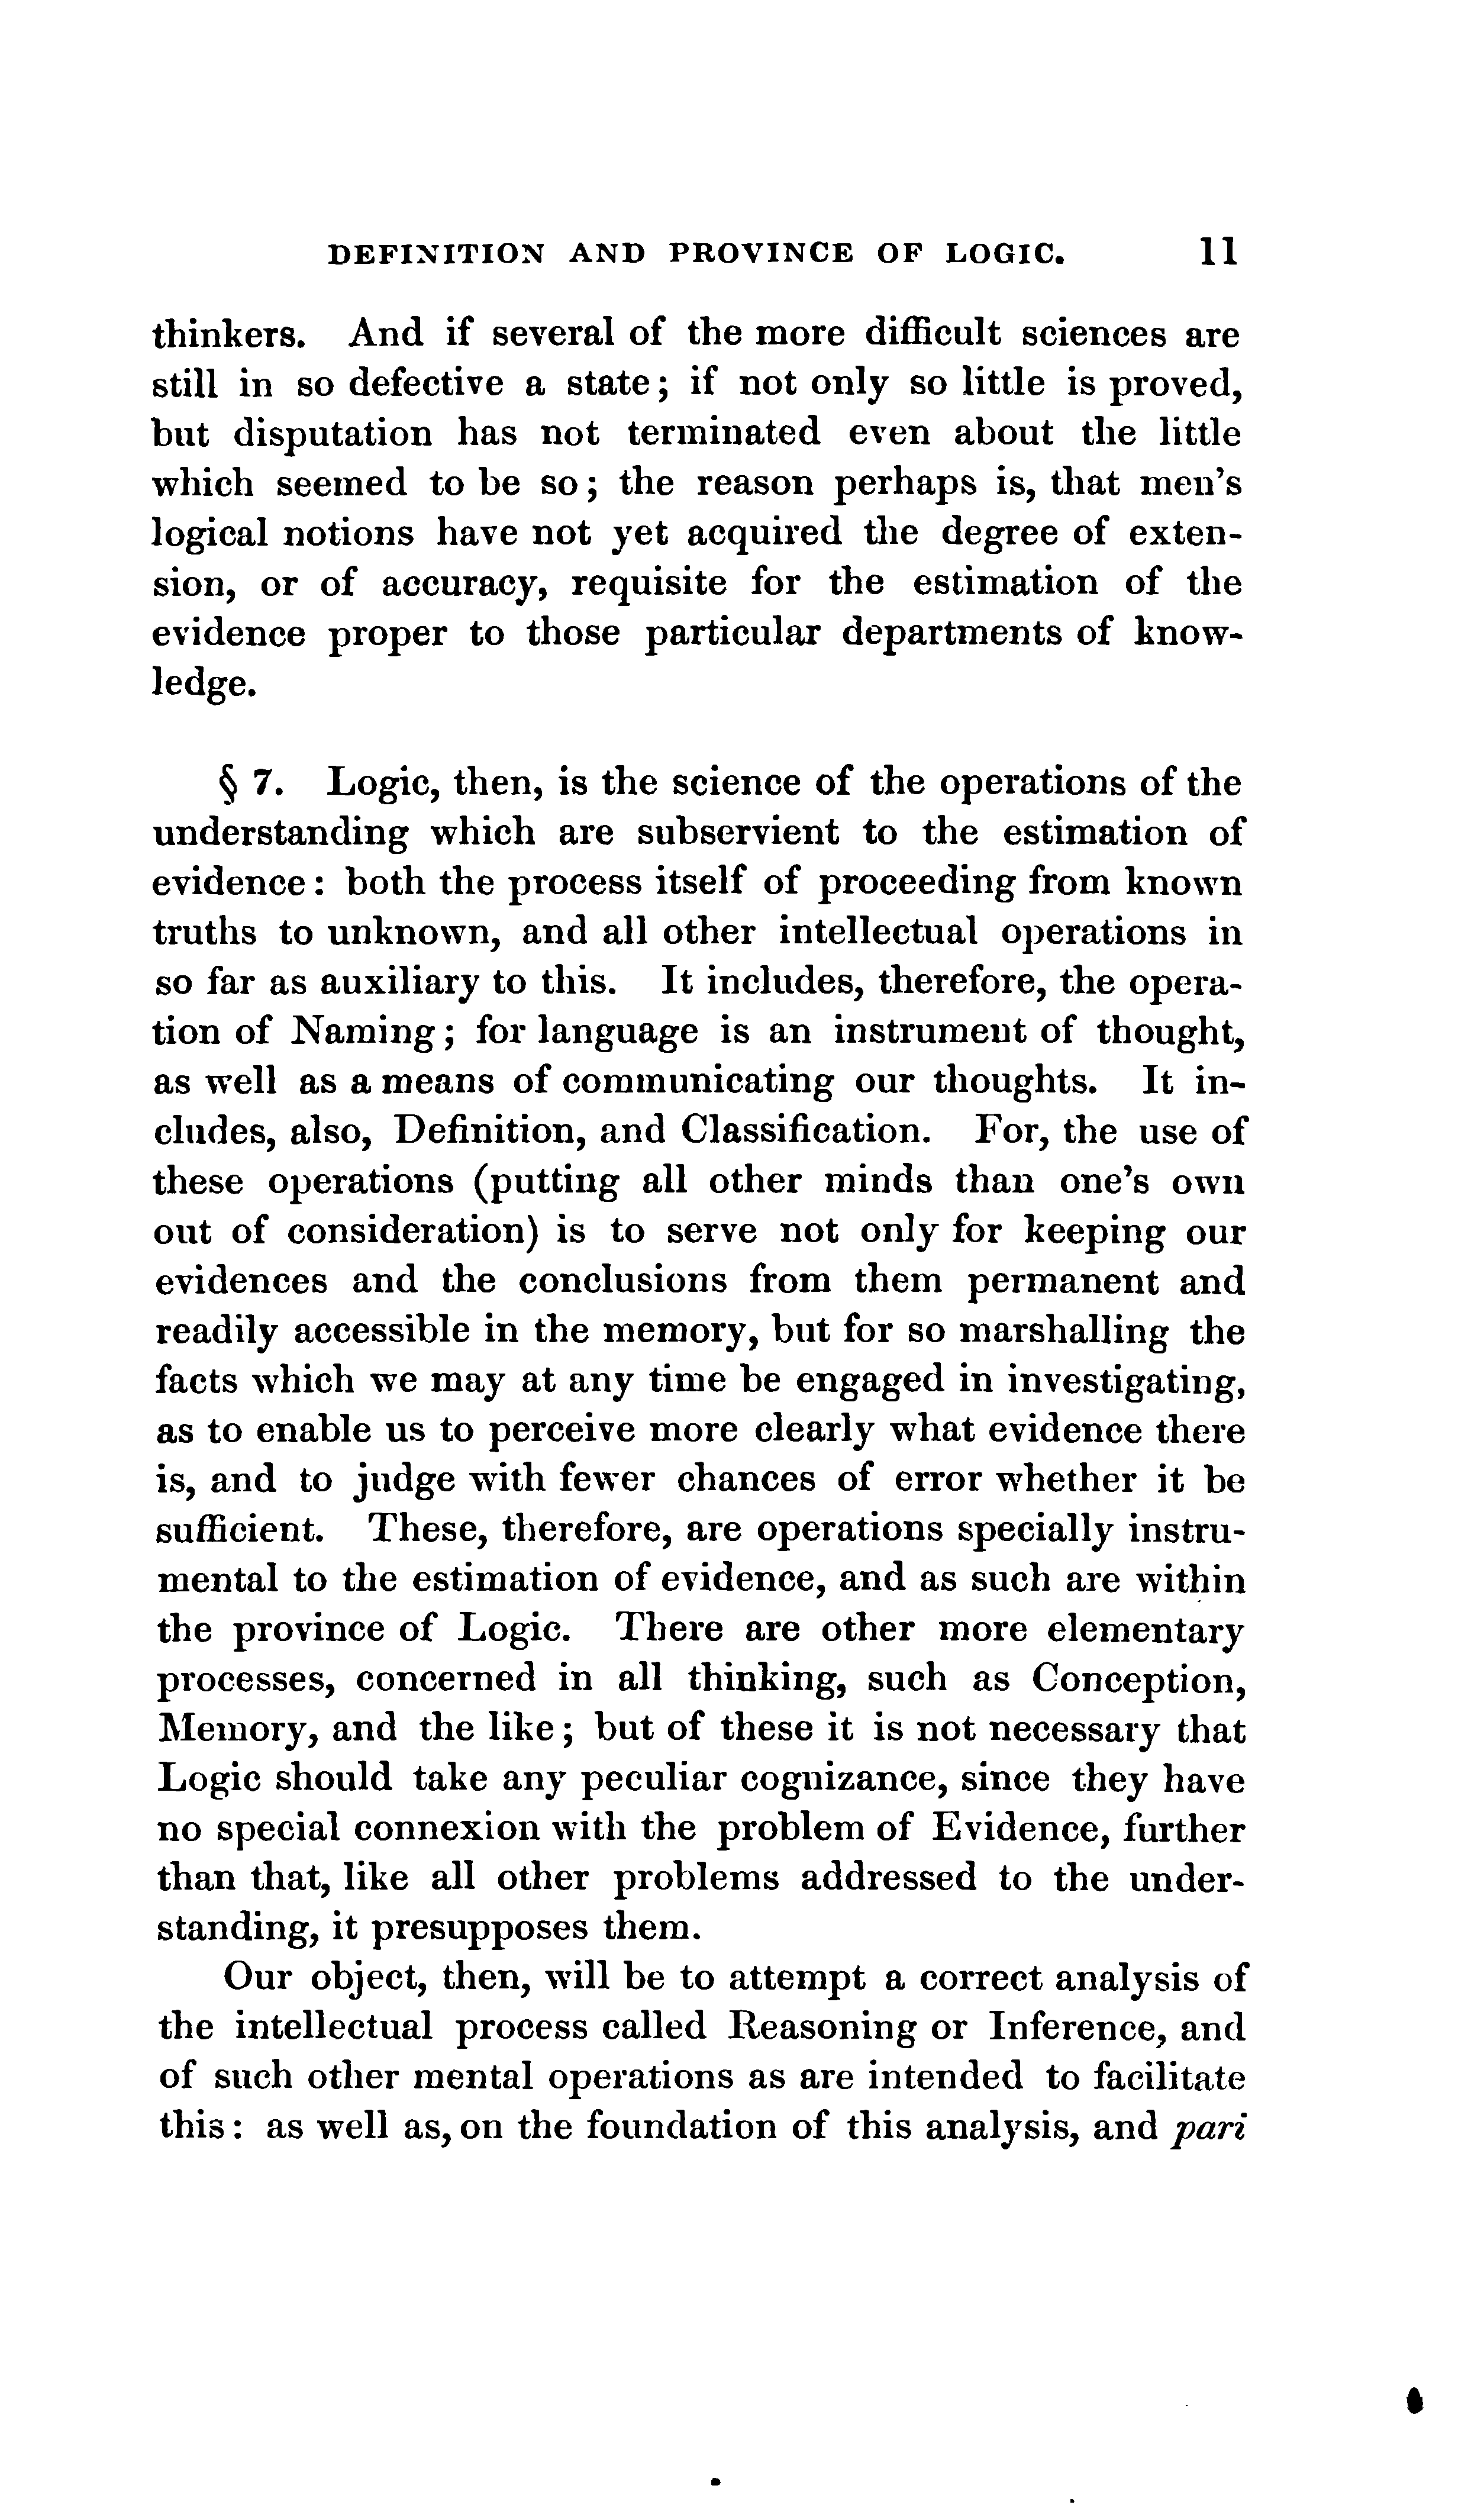 DEFINITION AND PROVINCE OF LOGIC. 11
thinkers. And if several of the more difficult sciences are
still in so defective a state; if not only so little is proved,
but disputation has not terminated even about the little
which seemed to be so; the reason perhaps is, that men's
logical notions have not yet acquired the degree of exten-
sion, or of accuracy, requisite for the estimation of the
evidence proper to those particular departments of know-
ledge.
§ 7. Logic, then, is the science of the operations of the
understanding which are subservient to the estimation of
evidence: both the process itself of proceeding from known
truths to unknown, and all other intellectual operations in
so far as auxiliary to this. It includes, therefore, the opera-
tion of Naming; for language is an instrument of thought,
as well as a means of communicating our thoughts. It in-
cludes, also, Definition, and Classification. For, the use of
these operations (putting all other minds than one's own
out of consideration) is to serve not only for keeping our
evidences and the conclusions from them permanent and
readily accessible in the memory, but for so marshalling the
facts which we may at any time be engaged in investigating,
as to enable us to perceive more clearly what evidence there
is, and to judge with fewer chances of error whether it be
sufficient. These, therefore, are operations specially instru-
mental to the estimation of evidence, and as such are within
the province of Logic. There are other more elementary
processes, concerned in all thinking, such as Conception,
Memory, and the like; but of these it is not necessary that
Logic should take any peculiar cognizance, since they have
no special connexion with the problem of Evidence, further
than that, like all other problems addressed to the under-
standing, it presupposes them.
Our object, then, will be to attempt a correct analysis of
the intellectual process called Reasoning or Inference, and
of such other mental operations as are intended to facilitate
this: as well as, on the foundation of this analysis, and pari